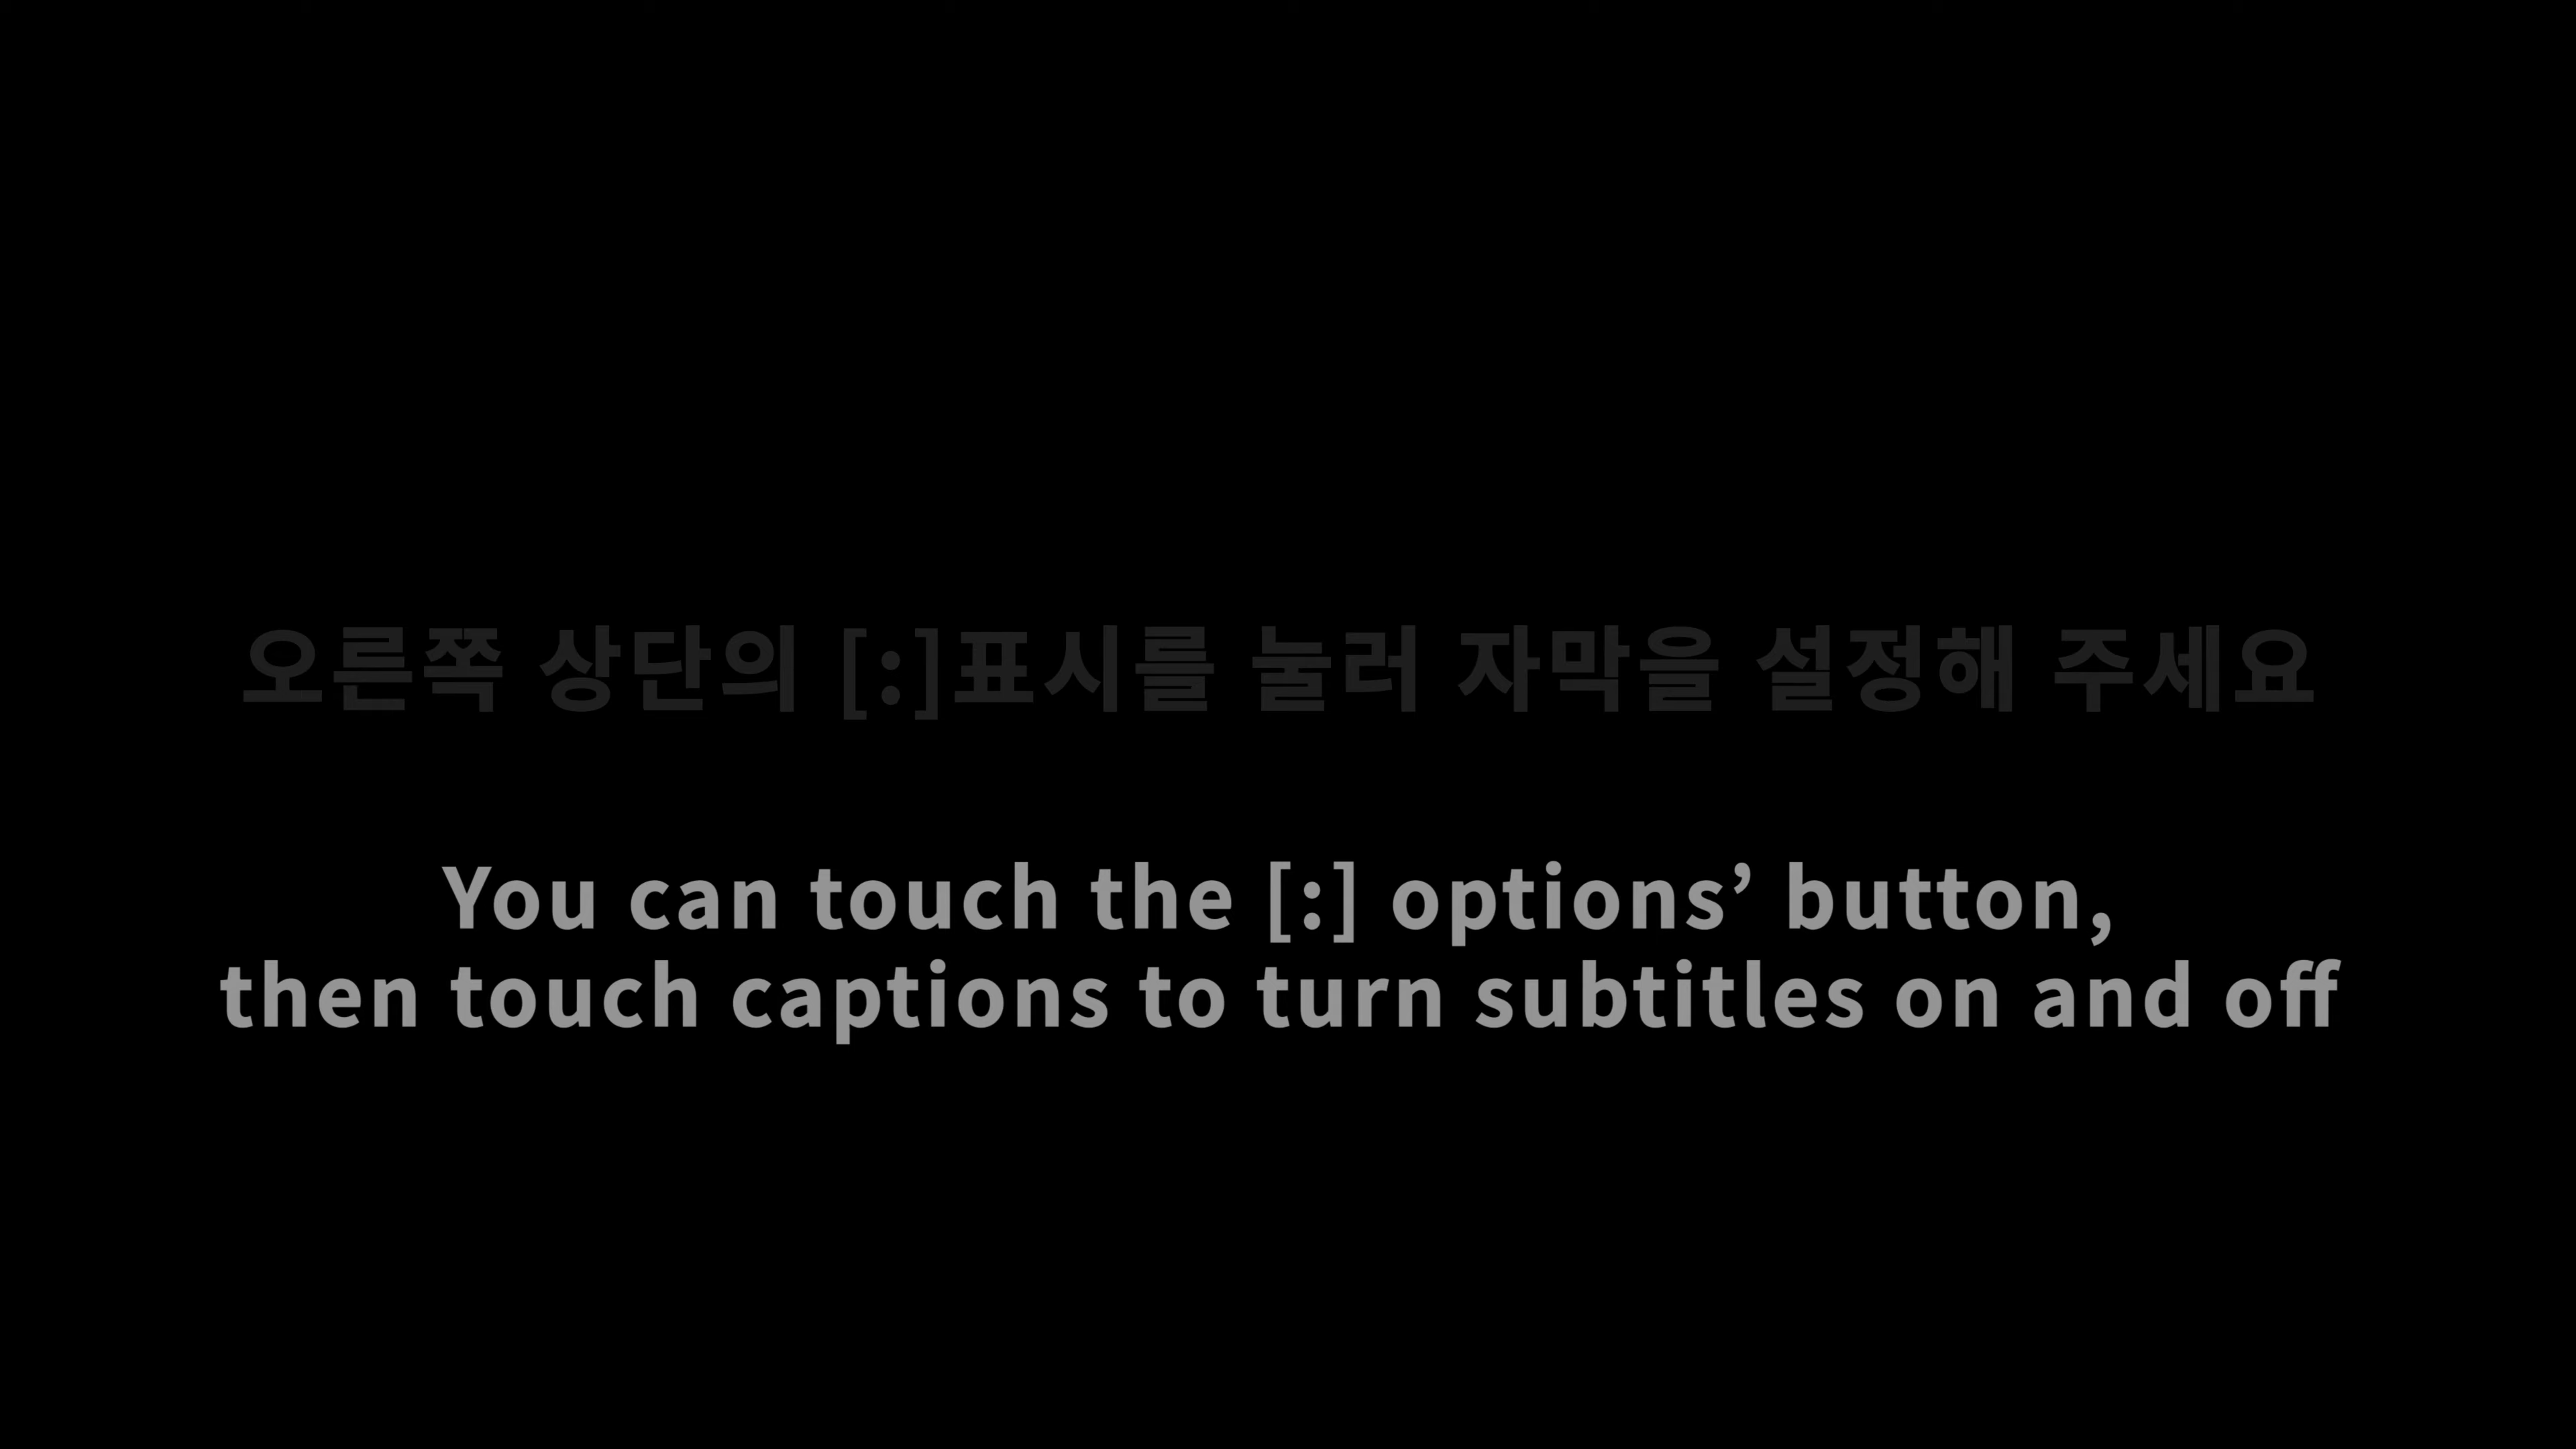 오른쪽 상단의 [:]표시를 눌러 자막을 설정해 주세요
You can touch the [:] options’ button,
then touch captions to turn subtitles on and off